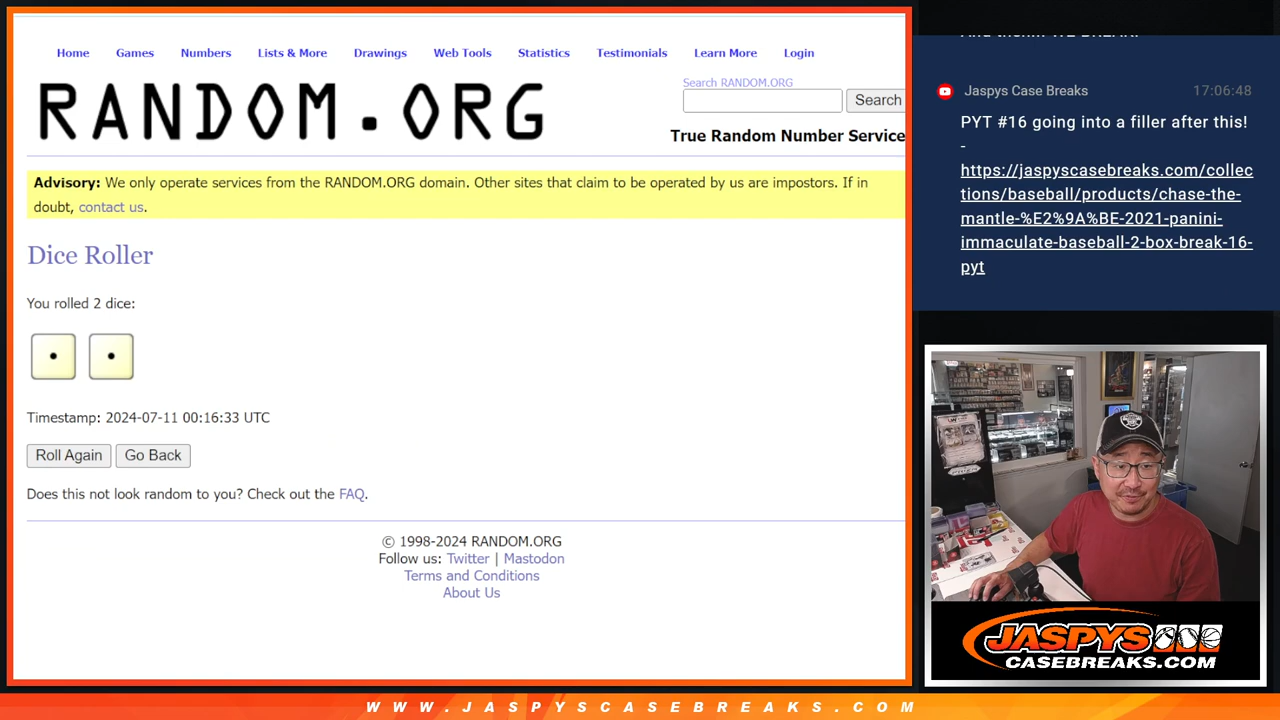 Home Games Numbers Lists & More Drawings Web Tools Statistics Testimonials Learn More Login
RANDOM.ORG
Search RANDOM.ORG
Search
True Random Number Service
Advisory: We only operate services from the RANDOM.ORG domain. Other sites that claim to be operated by us are impostors. If in
doubt, contact us.
Dice Roller
You rolled 2 dice:
Timestamp: 2024-07-11 00:16:33 UTC
Roll Again Go Back
Does this not look random to you? Check out the FAQ.
© 1998-2024 RANDOM.ORG
Follow us: Twitter | Mastodon
Terms and Conditions
About Us
Jaspys Case Breaks 17:06:48
PYT #16 going into a filler after this!
-
https://jaspyscasebreaks.com/collec
tions/baseball/products/chase-the-
mantle-%E2%9A%BE-2021-panini-
immaculate-baseball-2-box-break-16-
pyt
JASPYS
CASEBREAKS.COM
WWW.JASPYSCASEBREAKS.COM